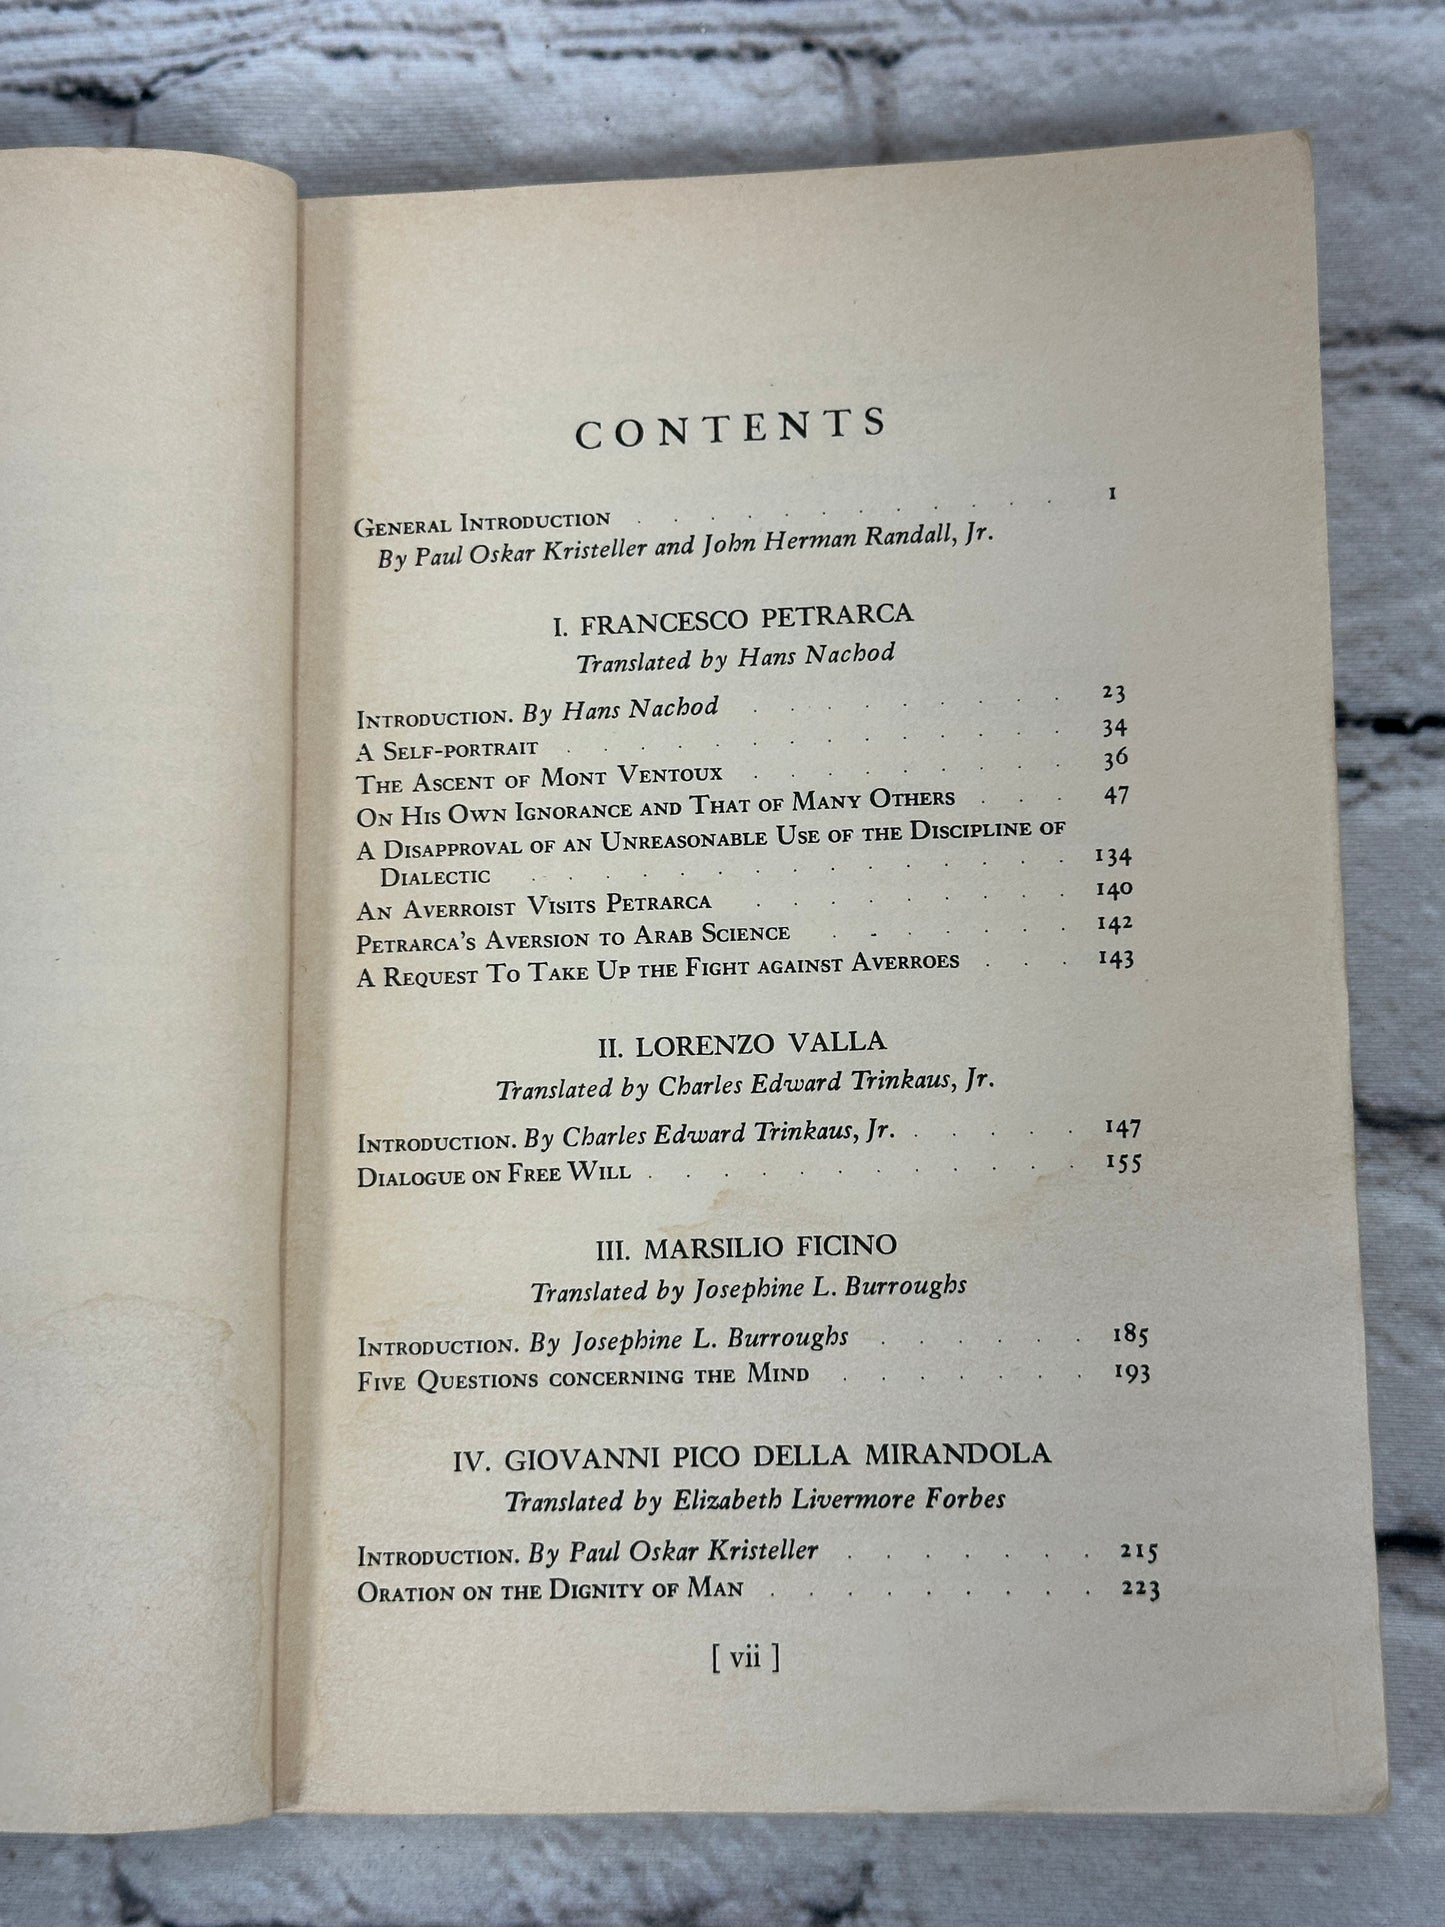 CONTENTS
General Introduction . . . . . . . . . . . . 1
By Paul Oskar Kristeller and John Herman Randall, Jr.
I. FRANCESCO PETRARCA
Translated by Hans Nachod
Introduction. By Hans Nachod . . . . . . . . . 23
A Self-portrait . . . . . . . . . . . . . . 34
The Ascent of Mont Ventoux . . . . . . . . . 36
On His Own Ignorance and That of Many Others . . . 47
A Disapproval of an Unreasonable Use of the Discipline of
Dialectic . . . . . . . . . . . . . . . 134
An Averroist Visits Petrarca . . . . . . . . . 140
Petrarca's Aversion to Arab Science . . . . . . . 142
A Request To Take Up the Fight against Averroes . . . 143
II. LORENZO VALLA
Translated by Charles Edward Trinkaus, Jr.
Introduction. By Charles Edward Trinkaus, Jr. . . . . . 147
Dialogue on Free Will . . . . . . . . . . . . 155
III. MARSILIO FICINO
Translated by Josephine L. Burroughs
Introduction. By Josephine L. Burroughs . . . . . . 185
Five Questions concerning the Mind . . . . . . . 193
IV. GIOVANNI PICO DELLA MIRANDOLA
Translated by Elizabeth Livermore Forbes
Introduction. By Paul Oskar Kristeller . . . . . . . 215
Oration on the Dignity of Man . . . . . . . . . 223
[ vii ]